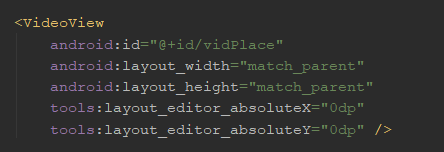 <VideoView
android:id="@+id/vidPlace"
android:layout_width="match_parent"
android:layout_height="match_parent"
tools:layout_editor_absoluteX="0dp"
tools:layout_editor_absoluteY="0dp" />